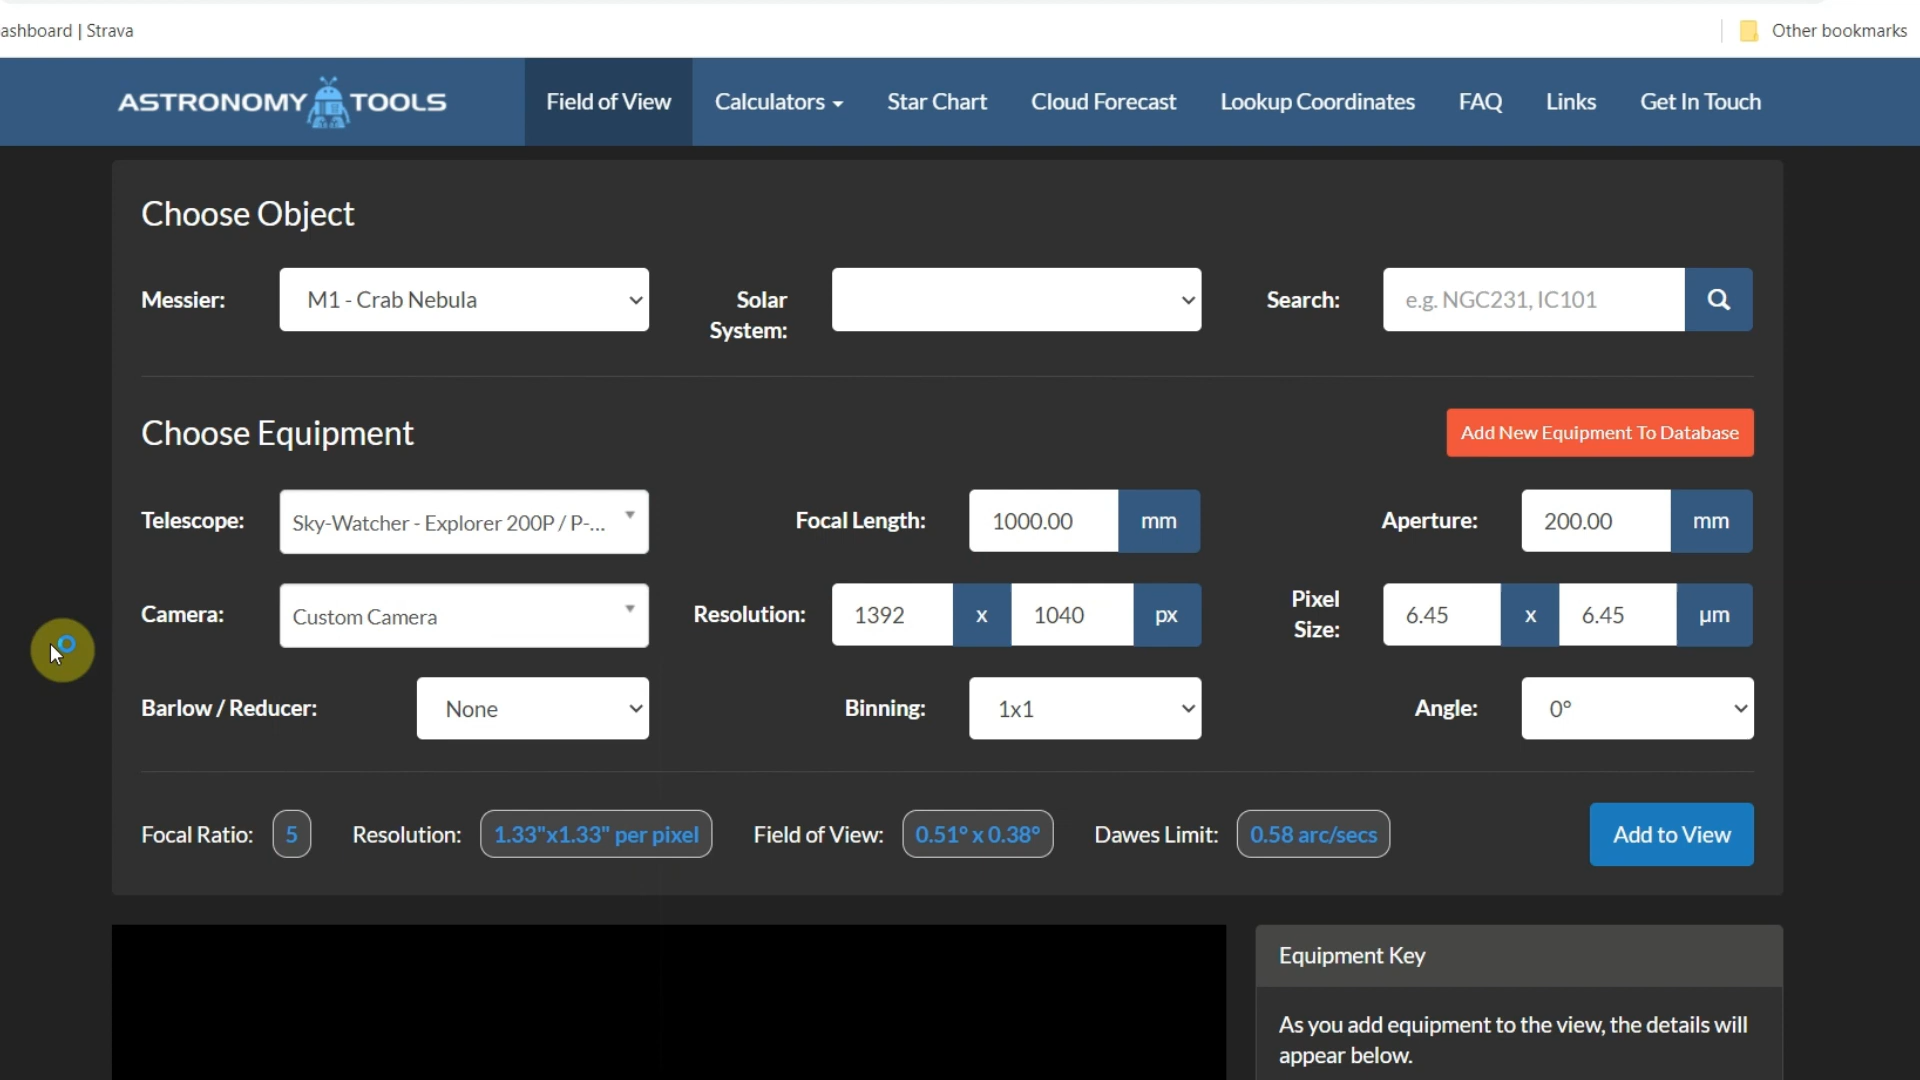 ashboard | Strava
Other bookmarks
ASTRONOMY TOOLS
Field of View
Calculators
Star Chart
Cloud Forecast
Lookup Coordinates
FAQ
Links
Get In Touch
Choose Object
Messier:
M1 - Crab Nebula
Solar
System:
Search:
e.g. NGC231, IC101
Choose Equipment
Add New Equipment To Database
Telescope:
Sky-Watcher - Explorer 200P / P-...
Focal Length:
1000.00
mm
Aperture:
200.00
mm
Camera:
Custom Camera
Resolution:
1392
x
1040
px
Pixel
Size:
6.45
x
6.45
µm
Barlow / Reducer:
None
Binning:
1x1
Angle:
0°
Focal Ratio:
5
Resolution:
1.33"x1.33" per pixel
Field of View:
0.51° x 0.38°
Dawes Limit:
0.58 arc/secs
Add to View
Equipment Key
As you add equipment to the view, the details will
appear below.